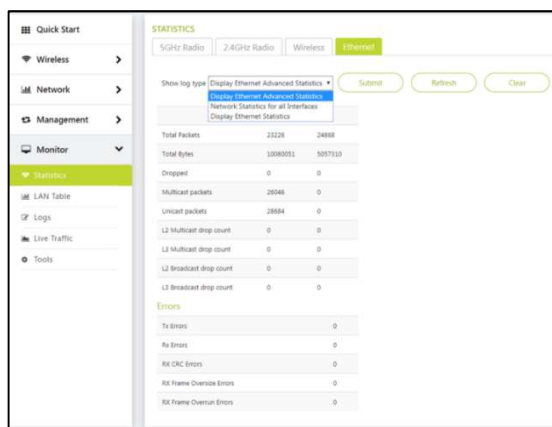 Quick Start
Wireless
Network
Management
Monitor
Statistics
LAN Table
Logs
Live Traffic
Tools
STATISTICS
5GHz Radio 2.4GHz Radio Wireless Ethernet
Show log type Display Ethernet Advanced Statistics Submit Refresh Clear
Display Ethernet Advanced Statistics
Network Statistics for all Interfaces
Display Ethernet Statistics
Total Packets 23228 24868
Total Bytes 10080051 5057310
Dropped 0 0
Multicast packets 26046 0
Unicast packets 28684 0
L2 Multicast drop count 0 0
L3 Multicast drop count 0 0
L2 Broadcast drop count 0 0
L3 Broadcast drop count 0 0
Errors
Tx Errors 0
Rx Errors 0
RX CRC Errors 0
RX Frame Oversize Errors 0
RX Frame Overrun Errors 0